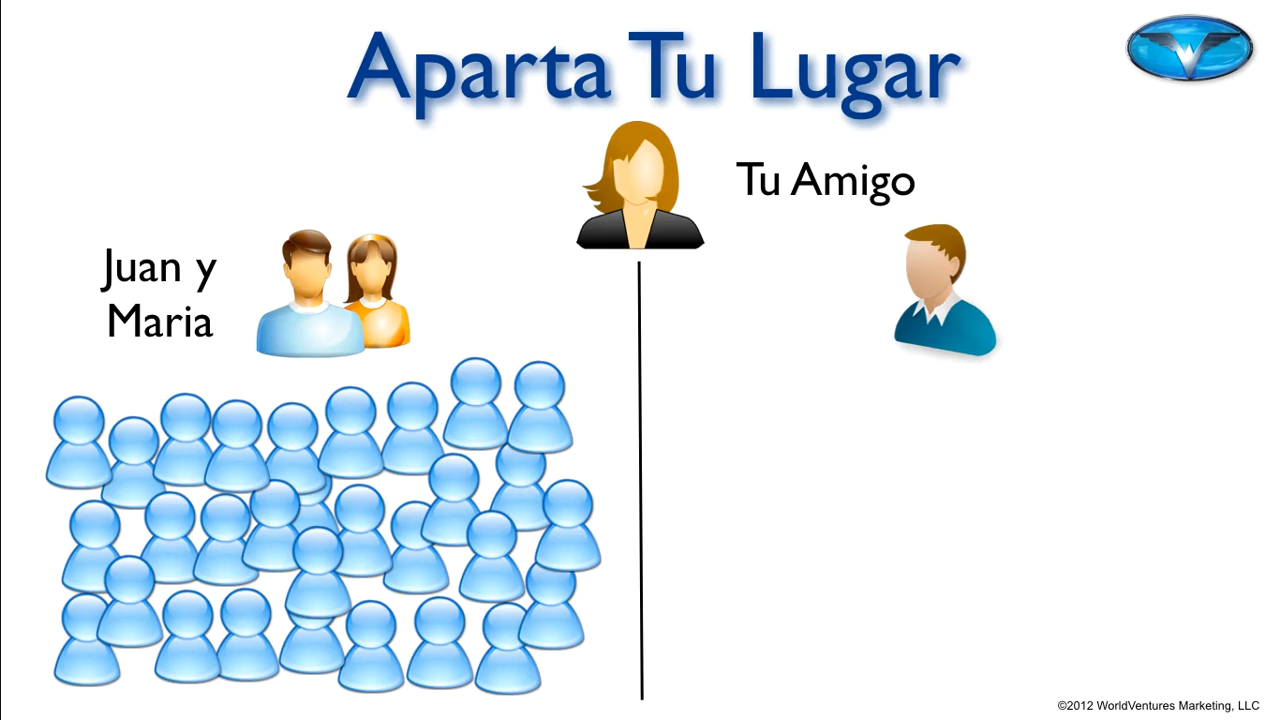 Aparta Tu Lugar
Tu Amigo
Juan y
Maria
©2012 WorldVentures Marketing, LLC